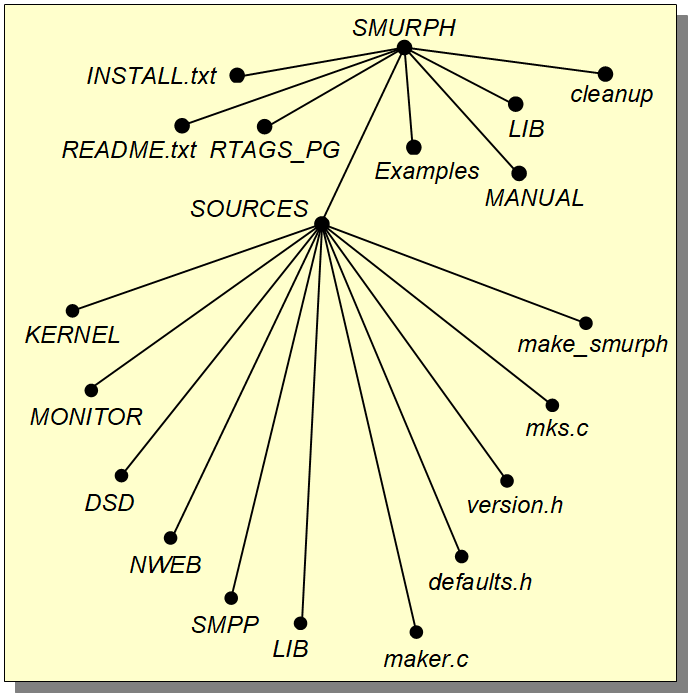 SMURPH
INSTALL.txt
cleanup
README.txt
RTAGS_PG
LIB
Examples
MANUAL
SOURCES
KERNEL
make_smurph
MONITOR
mks.c
DSD
version.h
NWEB
defaults.h
SMPP
LIB
maker.c